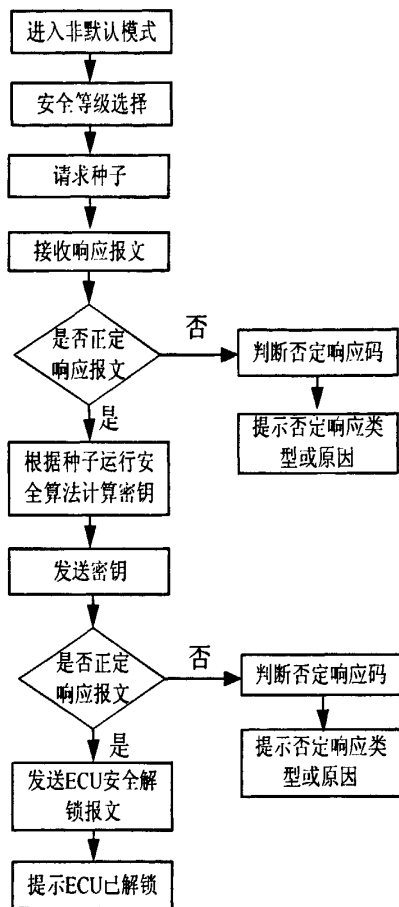 进入非默认模式
安全等级选择
请求种子
接收响应报文
是否正定
响应报文
否
判断否定响应码
提示否定响应类
型或原因
是
根据种子运行安
全算法计算密钥
发送密钥
是否正定
响应报文
否
判断否定响应码
提示否定响应类
型或原因
是
发送ECU安全解
锁报文
提示ECU已解锁